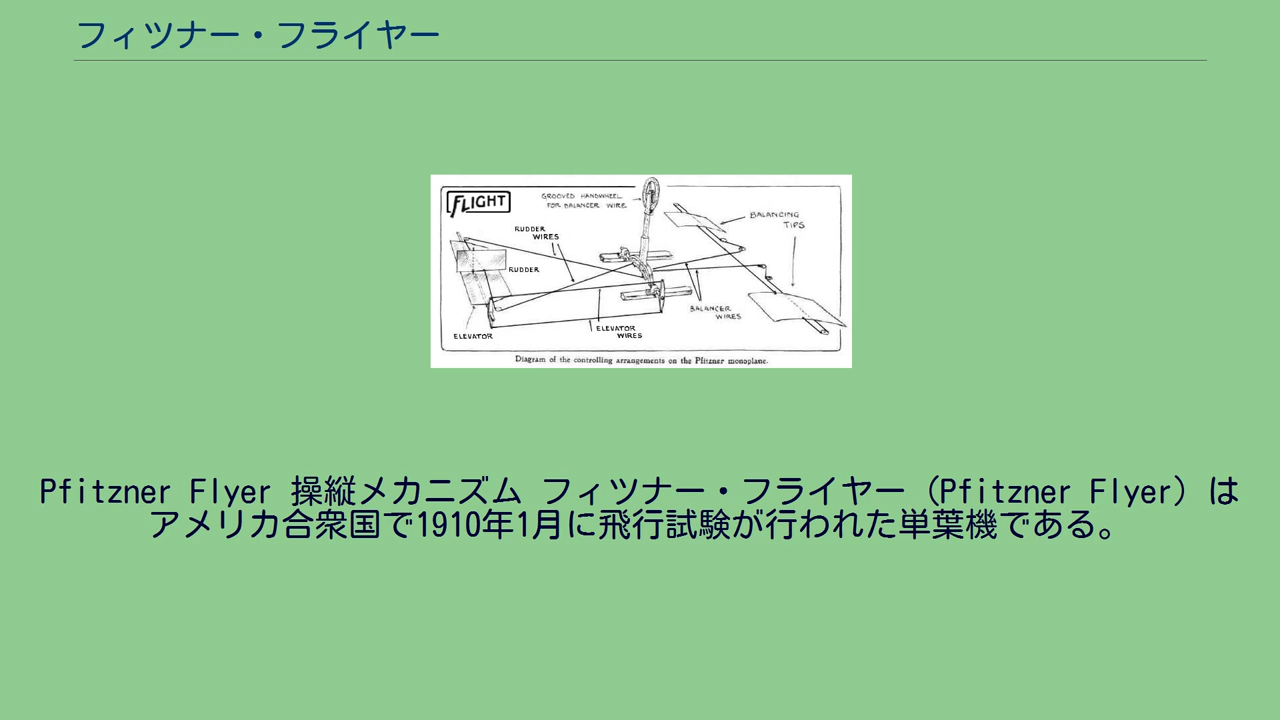 フィツナー・フライヤー
FLIGHT
GROOVED HANDWHEEL
FOR BALANCER WIRE
BALANCING
TIPS
RUDDER
WIRES
RUDDER
BALANCER
WIRES
ELEVATOR
ELEVATOR
WIRES
Diagram of the controlling arrangements on the Pfitzner monoplane.
Pfitzner Flyer 操縦メカニズム フィツナー・フライヤー（Pfitzner Flyer）は
アメリカ合衆国で1910年1月に飛行試験が行われた単葉機である。